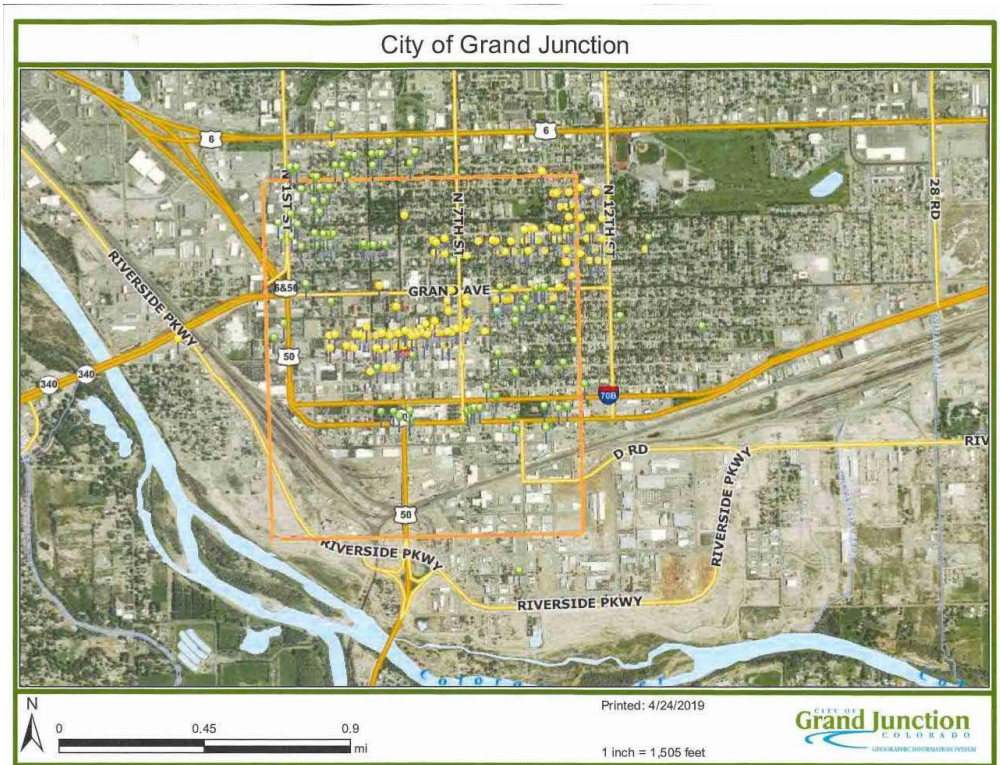 City of Grand Junction
6
6
N 1ST ST
N 7TH ST
N 12TH ST
28 RD
RIVERSIDE PKWY
6&50
GRAND AVE
50
340
340
70B
D RD
RIV
50
RIVERSIDE PKWY
RIVERSIDE PKWY
RIVERSIDE PKWY
N
0 0.45 0.9
mi
Printed: 4/24/2019
1 inch = 1,505 feet
CITY OF
Grand Junction
COLORADO
GEOGRAPHIC INFORMATION SYSTEM